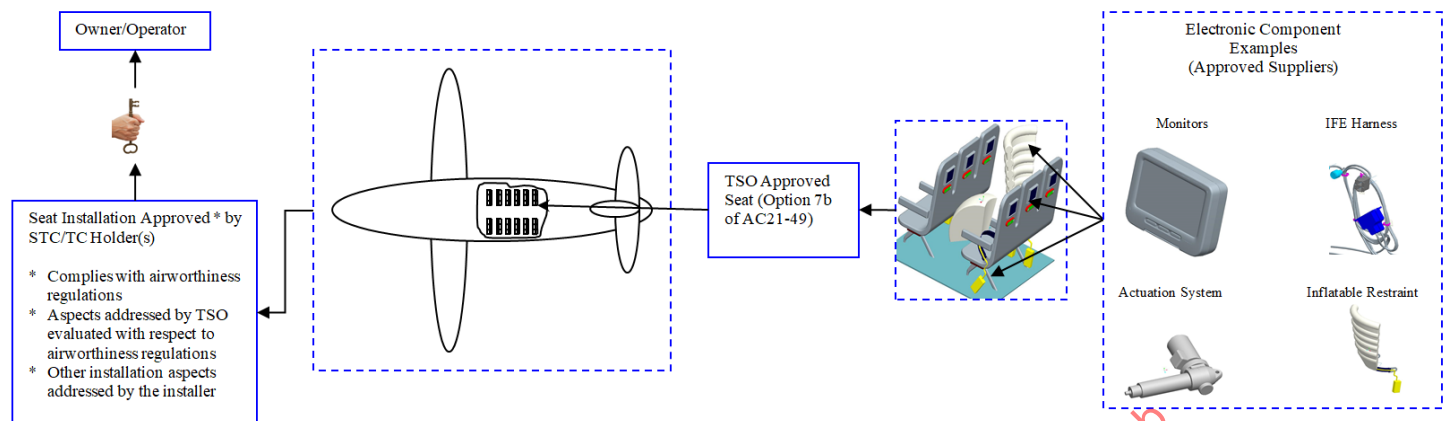 Owner/Operator
Seat Installation Approved * by
STC/TC Holder(s)
* Complies with airworthiness
regulations
* Aspects addressed by TSO
evaluated with respect to
airworthiness regulations
* Other installation aspects
addressed by the installer
TSO Approved
Seat (Option 7b
of AC21-49)
Electronic Component
Examples
(Approved Suppliers)
Monitors
IFE Harness
Actuation System
Inflatable Restraint